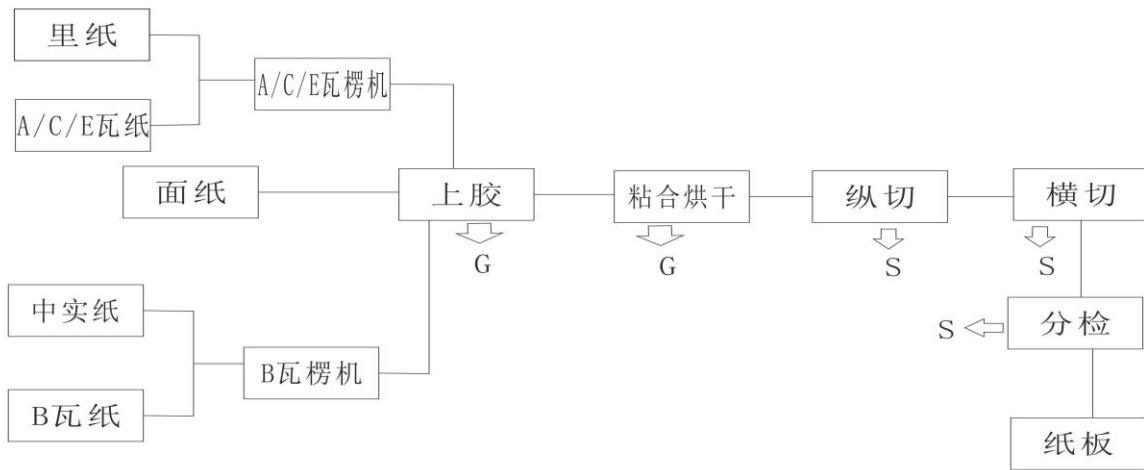 里纸
A/C/E瓦楞机
A/C/E瓦纸
面纸
上胶
粘合烘干
纵切
横切
G
G
S
S
中实纸
S
分检
B瓦楞机
B瓦纸
纸板